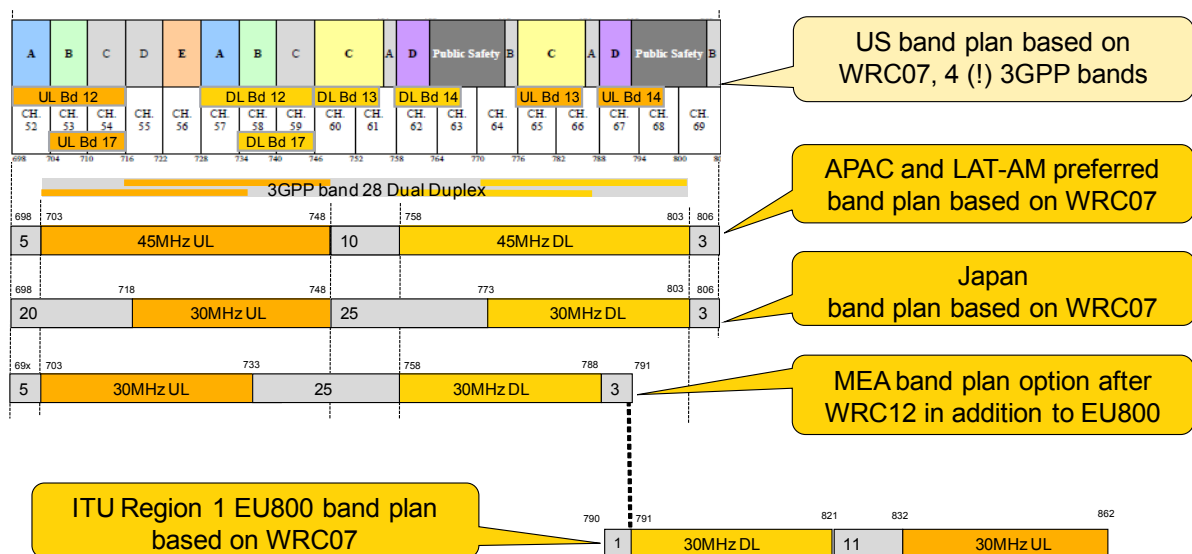 A B C D E A B C C A D Public Safety B C A D Public Safety B
US band plan based on
WRC07, 4 (!) 3GPP bands
UL Bd 12 DL Bd 12 DL Bd 13 DL Bd 14 UL Bd 13 UL Bd 14
CH. CH. CH. CH. CH. CH. CH. CH. CH. CH. CH. CH. CH. CH. CH. CH. CH. CH.
52 53 54 55 56 57 58 59 60 61 62 63 64 65 66 67 68 69
UL Bd 17 DL Bd 17
698 704 710 716 722 728 734 740 746 752 758 764 770 776 782 788 794 800
3GPP band 28 Dual Duplex
APAC and LAT-AM preferred
band plan based on WRC07
698 703 748 758 803 806
5 45MHz UL 10 45MHz DL 3
Japan
band plan based on WRC07
698 718 748 773 803 806
20 30MHz UL 25 30MHz DL 3
69x 703 733 758 788 791
5 30MHz UL 25 30MHz DL 3
MEA band plan option after
WRC12 in addition to EU800
ITU Region 1 EU800 band plan
based on WRC07
790 791 821 832 862
1 30MHz DL 11 30MHz UL